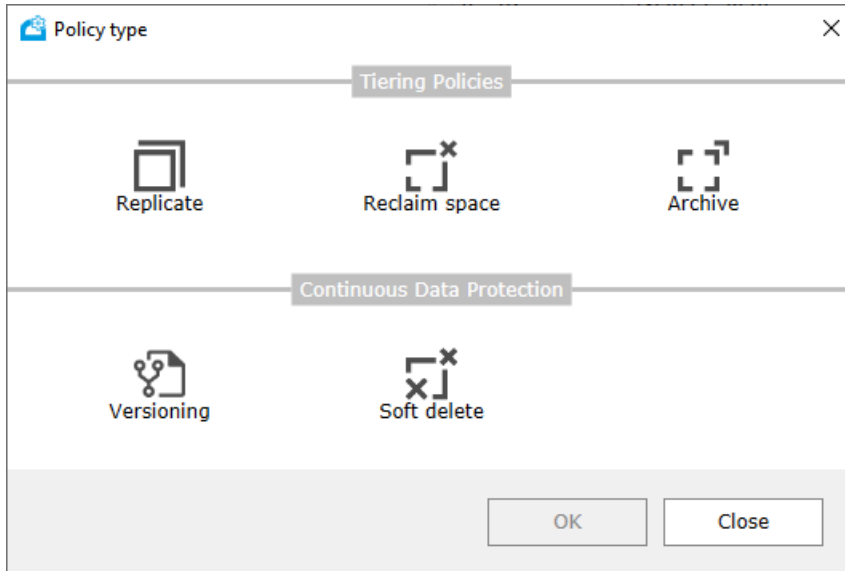 Policy type
Tiering Policies
Replicate
Reclaim space
Archive
Continuous Data Protection
Versioning
Soft delete
OK
Close